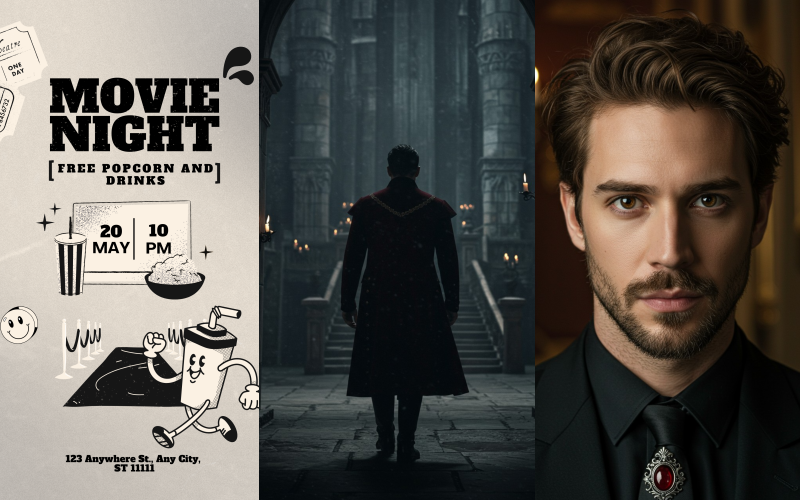 eatre
ONE
DAY
MOVIE
NIGHT
[FREE POPCORN AND]
DRINKS
20
MAY
10
PM
123 Anywhere St., Any City,
ST 11111